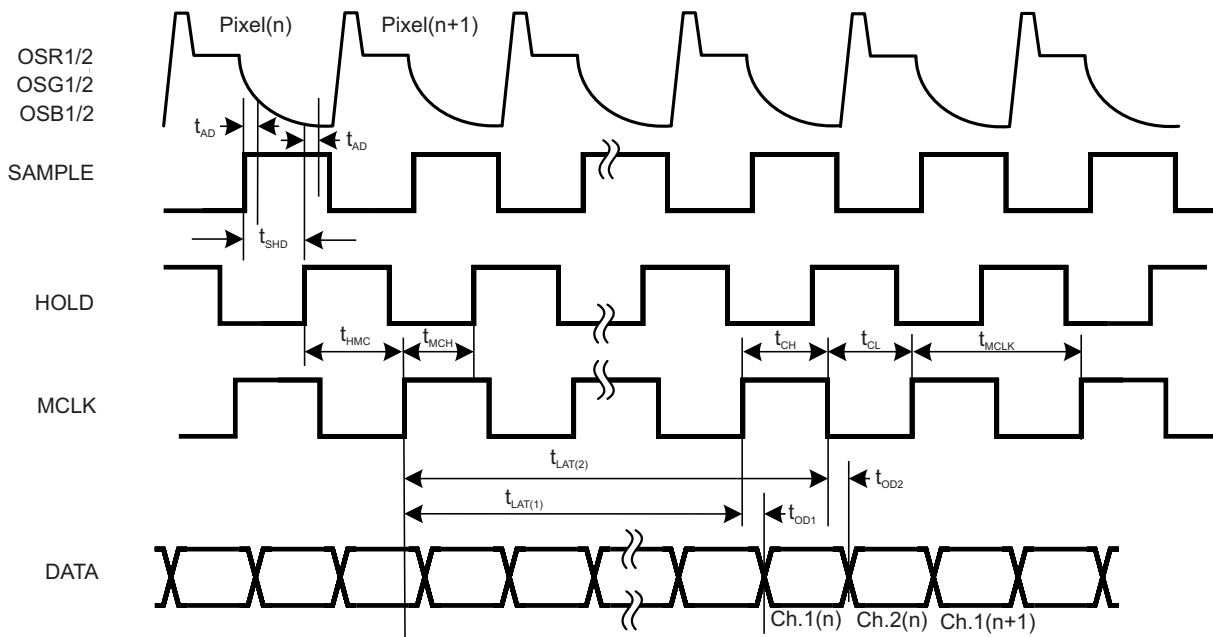 Pixel(n) Pixel(n+1)
OSR1/2
OSG1/2
OSB1/2
tAD
tAD
SAMPLE
tSHD
HOLD
tHMC tMCH tCH tCL tMCLK
MCLK
tLAT(2)
tOD2
tLAT(1)
tOD1
DATA
Ch.1(n) Ch.2(n) Ch.1(n+1)